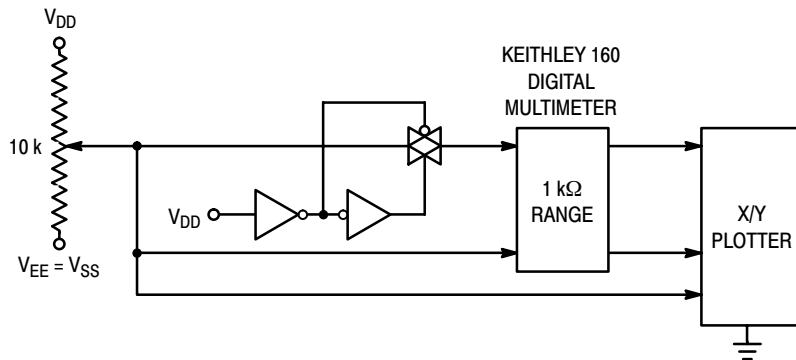 V_DD
10 k
V_EE = V_SS
V_DD
KEITHLEY 160
DIGITAL
MULTIMETER
1 kΩ
RANGE
X/Y
PLOTTER